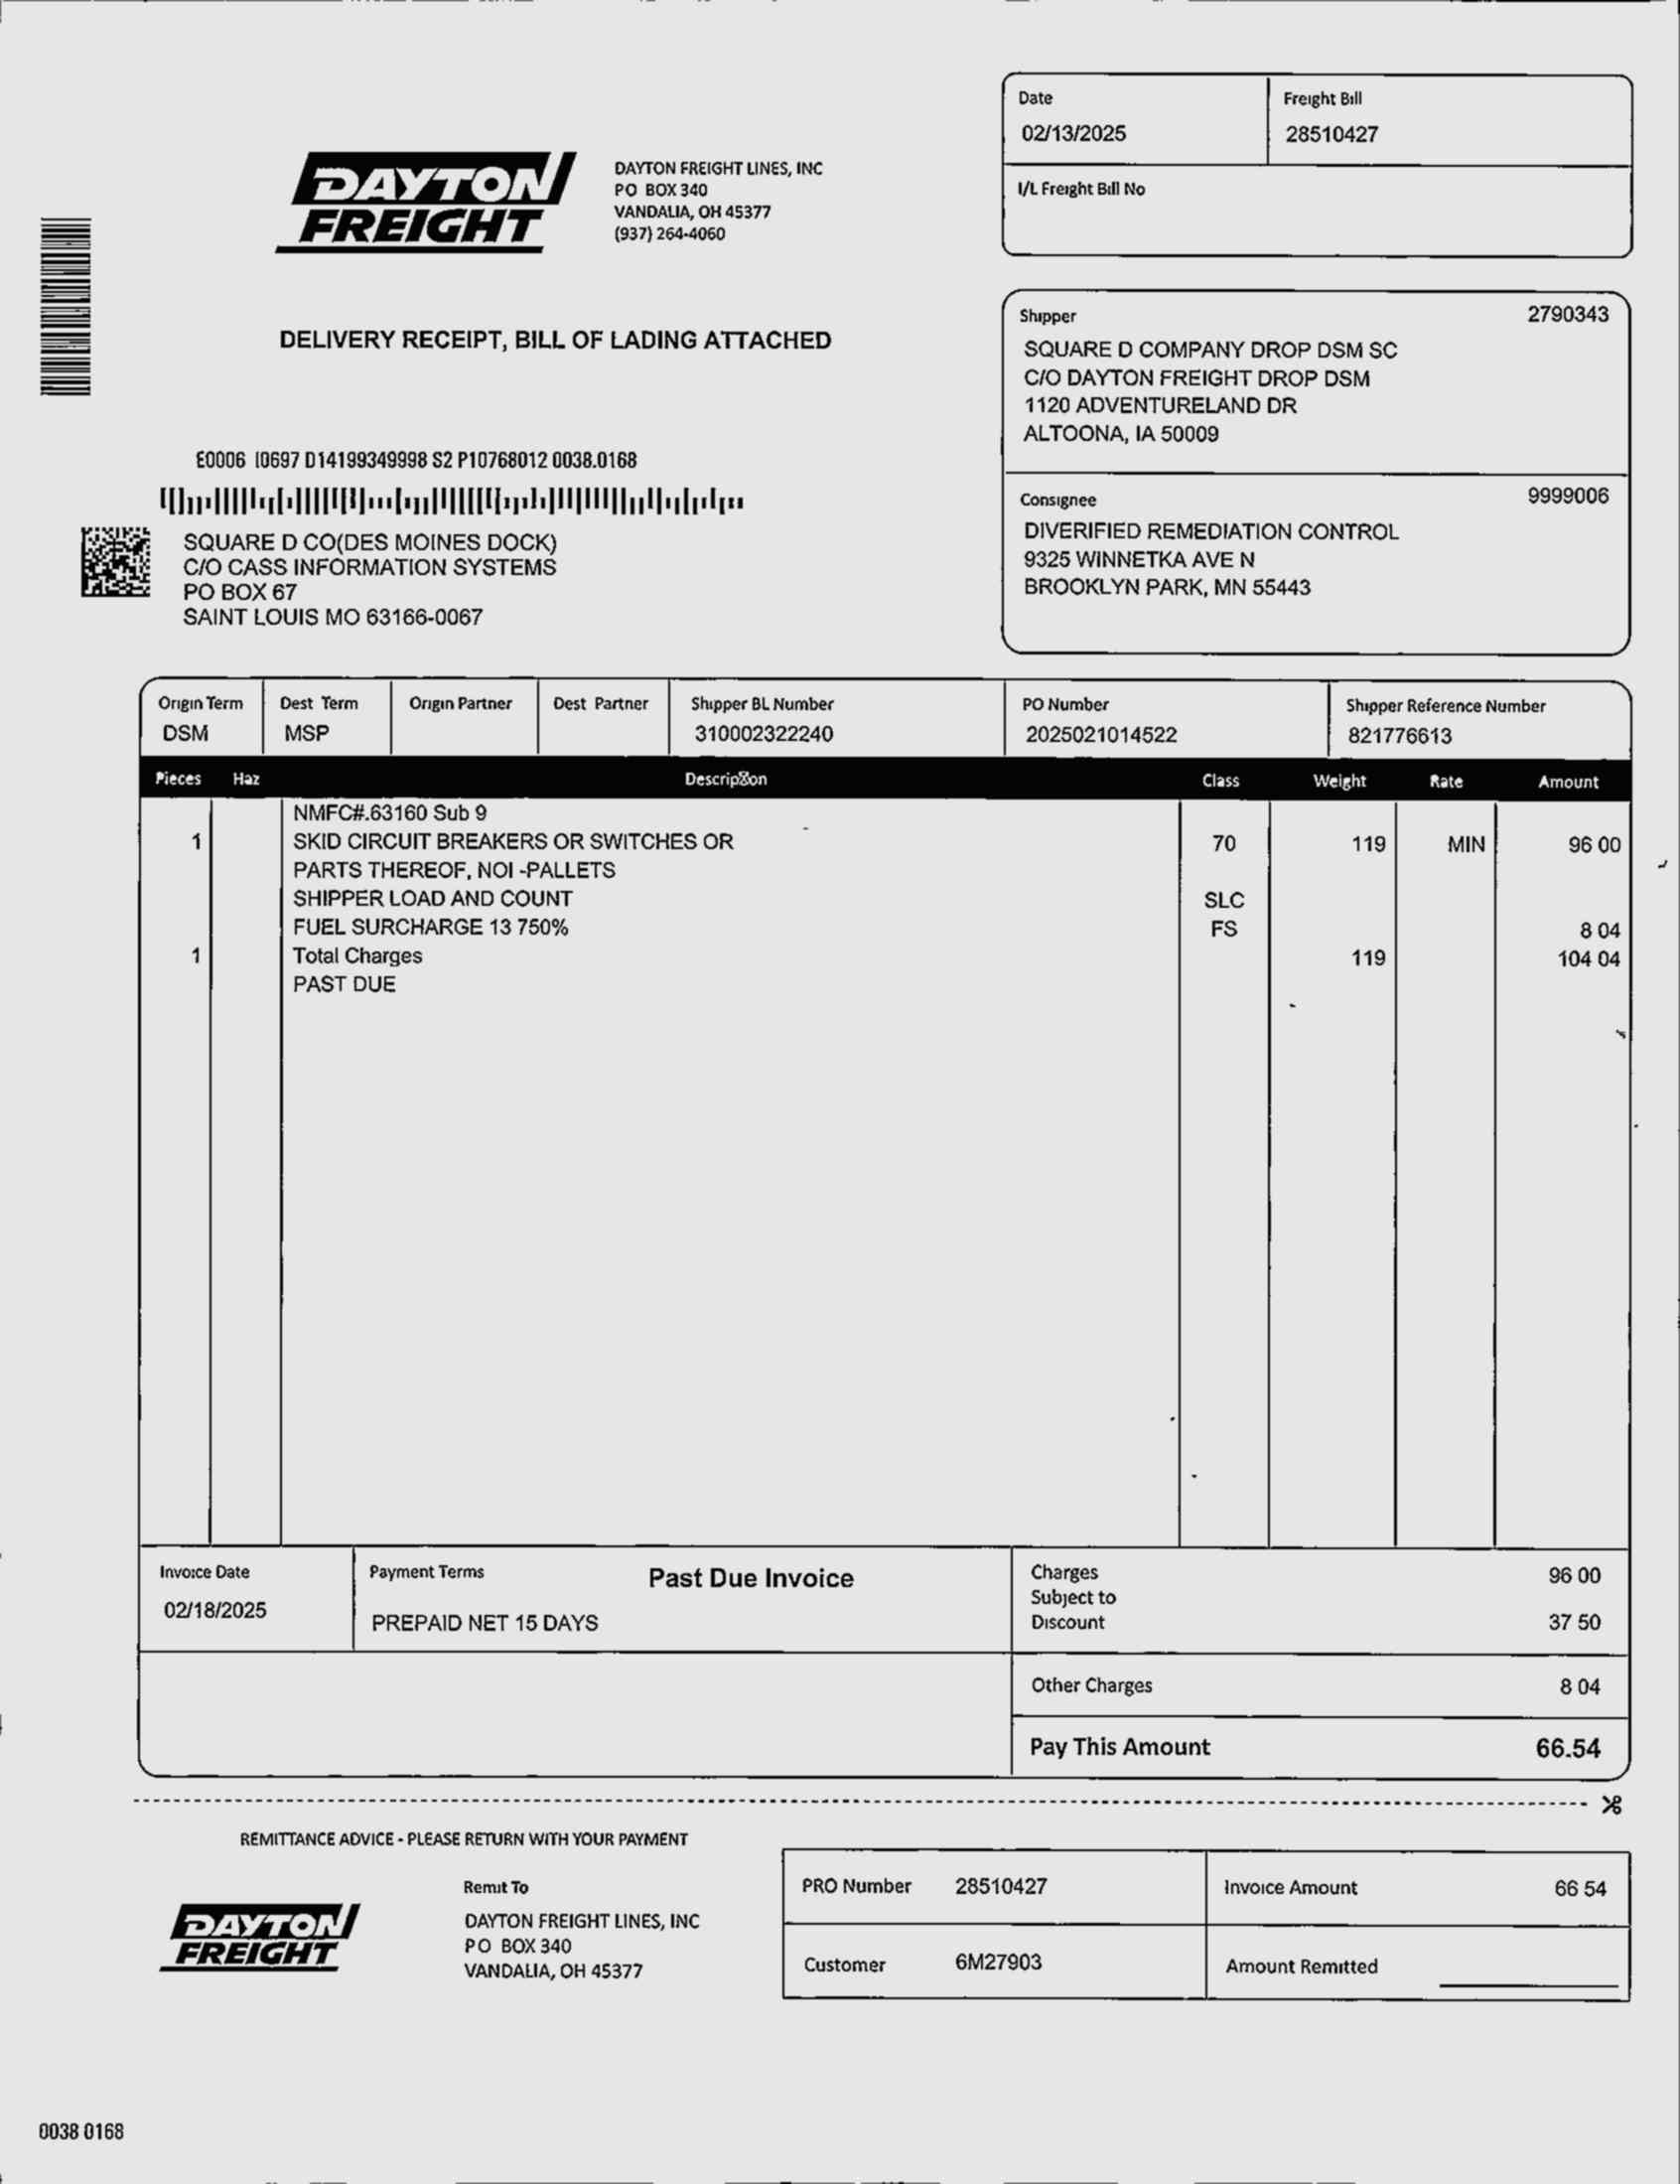 Date
02/13/2025
Freight Bill
28510427
I/L Freight Bill No
DAYTON
FREIGHT
DAYTON FREIGHT LINES, INC
PO BOX 340
VANDALIA, OH 45377
(937) 264-4060
DELIVERY RECEIPT, BILL OF LADING ATTACHED
Shipper 2790343
SQUARE D COMPANY DROP DSM SC
C/O DAYTON FREIGHT DROP DSM
1120 ADVENTURELAND DR
ALTOONA, IA 50009
E0006 I0697 D14199349998 S2 P10768012 0038.0168
SQUARE D CO(DES MOINES DOCK)
C/O CASS INFORMATION SYSTEMS
PO BOX 67
SAINT LOUIS MO 63166-0067
Consignee 9999006
DIVERIFIED REMEDIATION CONTROL
9325 WINNETKA AVE N
BROOKLYN PARK, MN 55443
Origin Term Dest Term Origin Partner Dest Partner Shipper BL Number PO Number Shipper Reference Number
DSM MSP 310002322240 2025021014522 821776613
Pieces Haz Description Class Weight Rate Amount
NMFC#.63160 Sub 9
1 SKID CIRCUIT BREAKERS OR SWITCHES OR 70 119 MIN 96 00
PARTS THEREOF, NOI -PALLETS
SHIPPER LOAD AND COUNT SLC
FUEL SURCHARGE 13 750% FS 8 04
1 Total Charges 119 104 04
PAST DUE
Invoice Date
02/18/2025
Payment Terms
PREPAID NET 15 DAYS
Past Due Invoice
Charges 96 00
Subject to
Discount 37 50
Other Charges 8 04
Pay This Amount 66.54
REMITTANCE ADVICE - PLEASE RETURN WITH YOUR PAYMENT
DAYTON
FREIGHT
Remit To
DAYTON FREIGHT LINES, INC
PO BOX 340
VANDALIA, OH 45377
PRO Number 28510427
Invoice Amount 66 54
Customer 6M27903
Amount Remitted
0038 0168